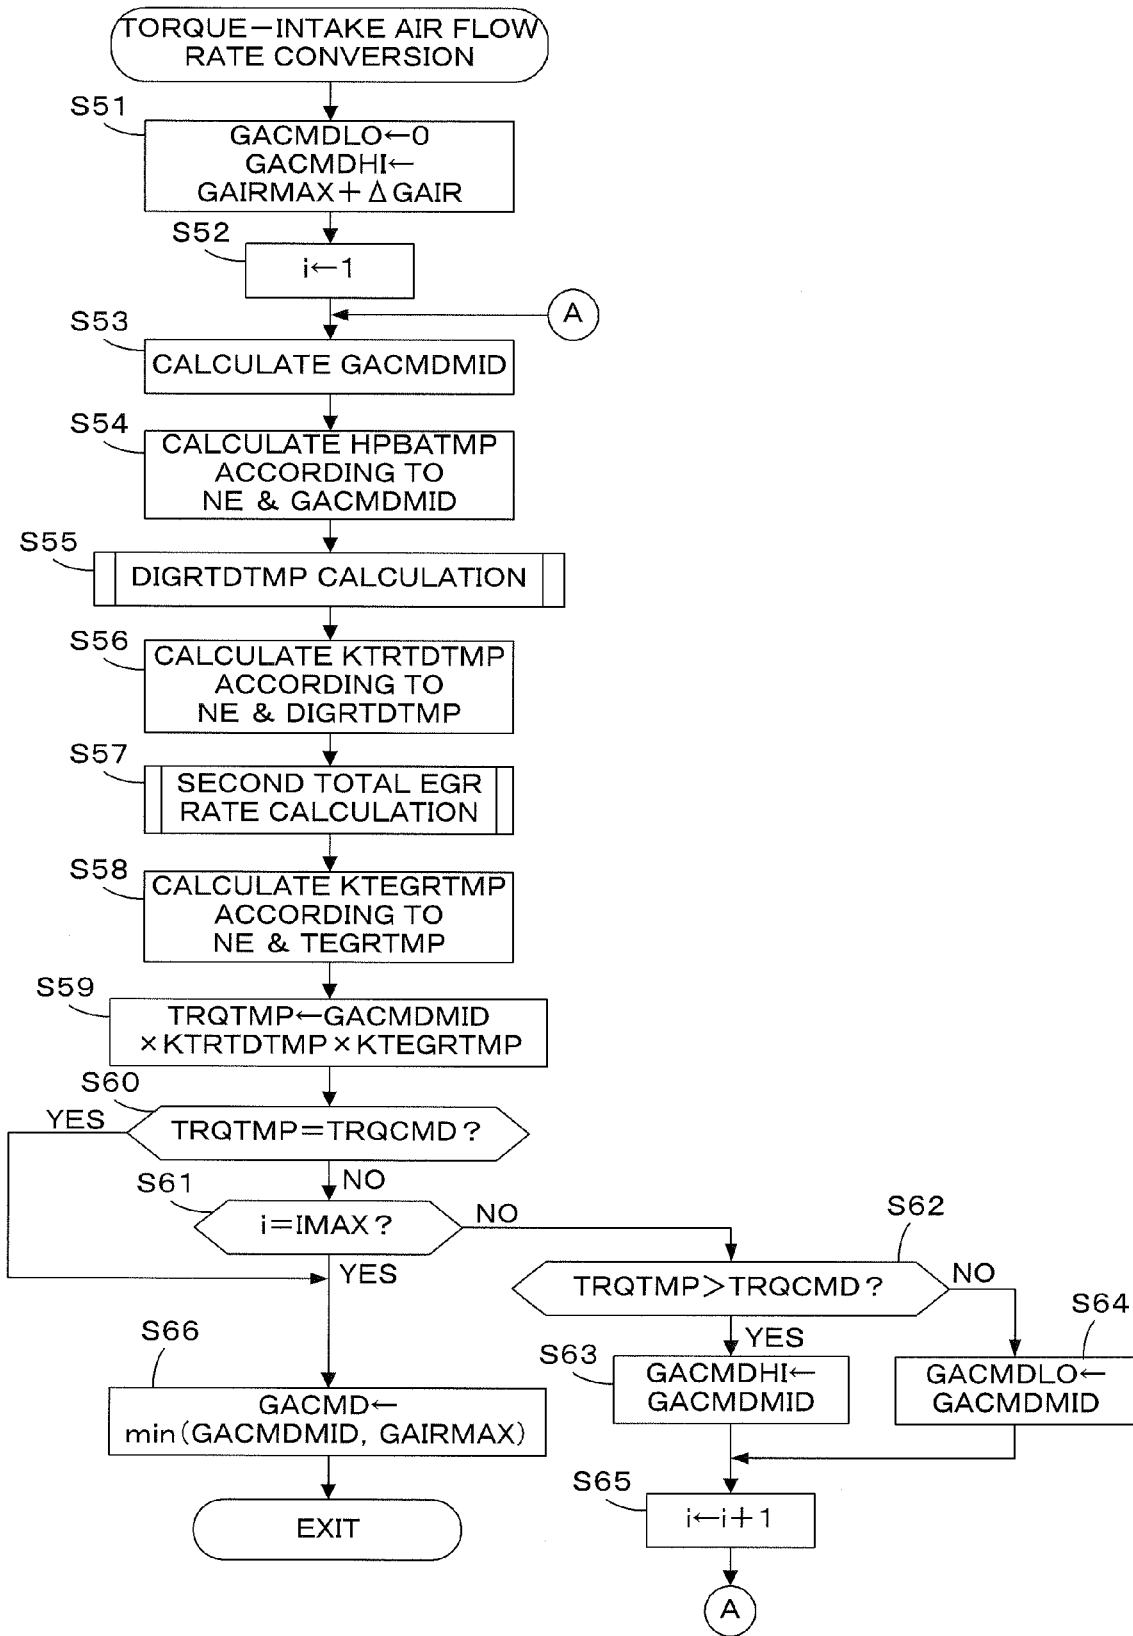 TORQUE-INTAKE AIR FLOW
RATE CONVERSION
S51
GACMDLO←0
GACMDHI←
GAIRMAX+ΔGAIR
S52
i←1
A
S53
CALCULATE GACMDMID
S54
CALCULATE HPBATMP
ACCORDING TO
NE & GACMDMID
S55
DIGRTDTMP CALCULATION
S56
CALCULATE KTRTDTMP
ACCORDING TO
NE & DIGRTDTMP
S57
SECOND TOTAL EGR
RATE CALCULATION
S58
CALCULATE KTEGRTMP
ACCORDING TO
NE & TEGRTMP
S59
TRQTMP←GACMDMID
×KTRTDTMP×KTEGRTMP
S60
YES
TRQTMP=TRQCMD?
NO
S61
i=IMAX?
NO
YES
S62
TRQTMP>TRQCMD?
NO
YES
S63
GACMDHI←
GACMDMID
S64
GACMDLO←
GACMDMID
S65
i←i+1
A
S66
GACMD←
min(GACMDMID, GAIRMAX)
EXIT